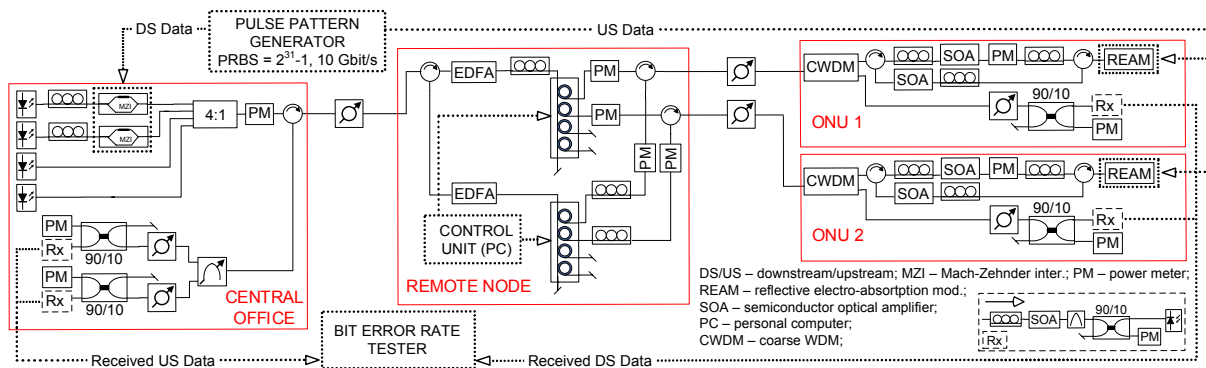 DS Data
PULSE PATTERN
GENERATOR
PRBS = 2³¹-1, 10 Gbit/s
US Data
MZI
MZI
4:1
PM
PM
Rx
90/10
PM
Rx
90/10
CENTRAL
OFFICE
EDFA
PM
PM
PM
PM
EDFA
CONTROL
UNIT (PC)
REMOTE NODE
CWDM
SOA
PM
SOA
REAM
90/10
Rx
PM
ONU 1
CWDM
SOA
PM
SOA
REAM
90/10
Rx
PM
ONU 2
DS/US – downstream/upstream; MZI – Mach-Zehnder inter.; PM – power meter;
REAM – reflective electro-absortption mod.;
SOA – semiconductor optical amplifier;
PC – personal computer;
CWDM – coarse WDM;
90/10
SOA
PM
Rx
Received US Data
BIT ERROR RATE
TESTER
Received DS Data